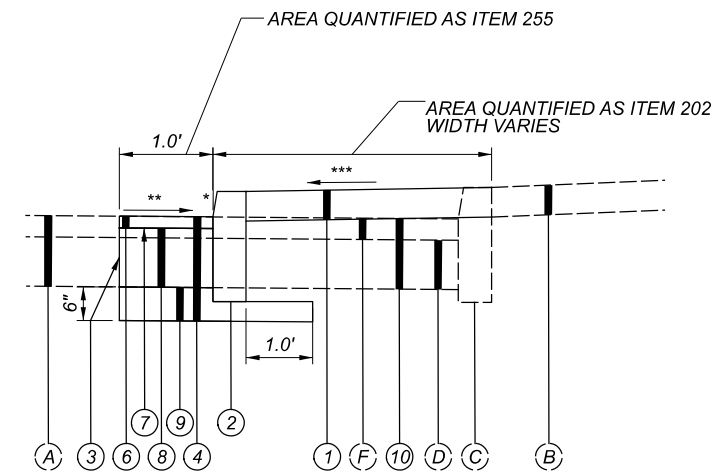 AREA QUANTIFIED AS ITEM 255
AREA QUANTIFIED AS ITEM 202
WIDTH VARIES
1.0'
***
** *
6"
1.0'
A 3 6 7 8 9 4 2 1 F 10 D C B